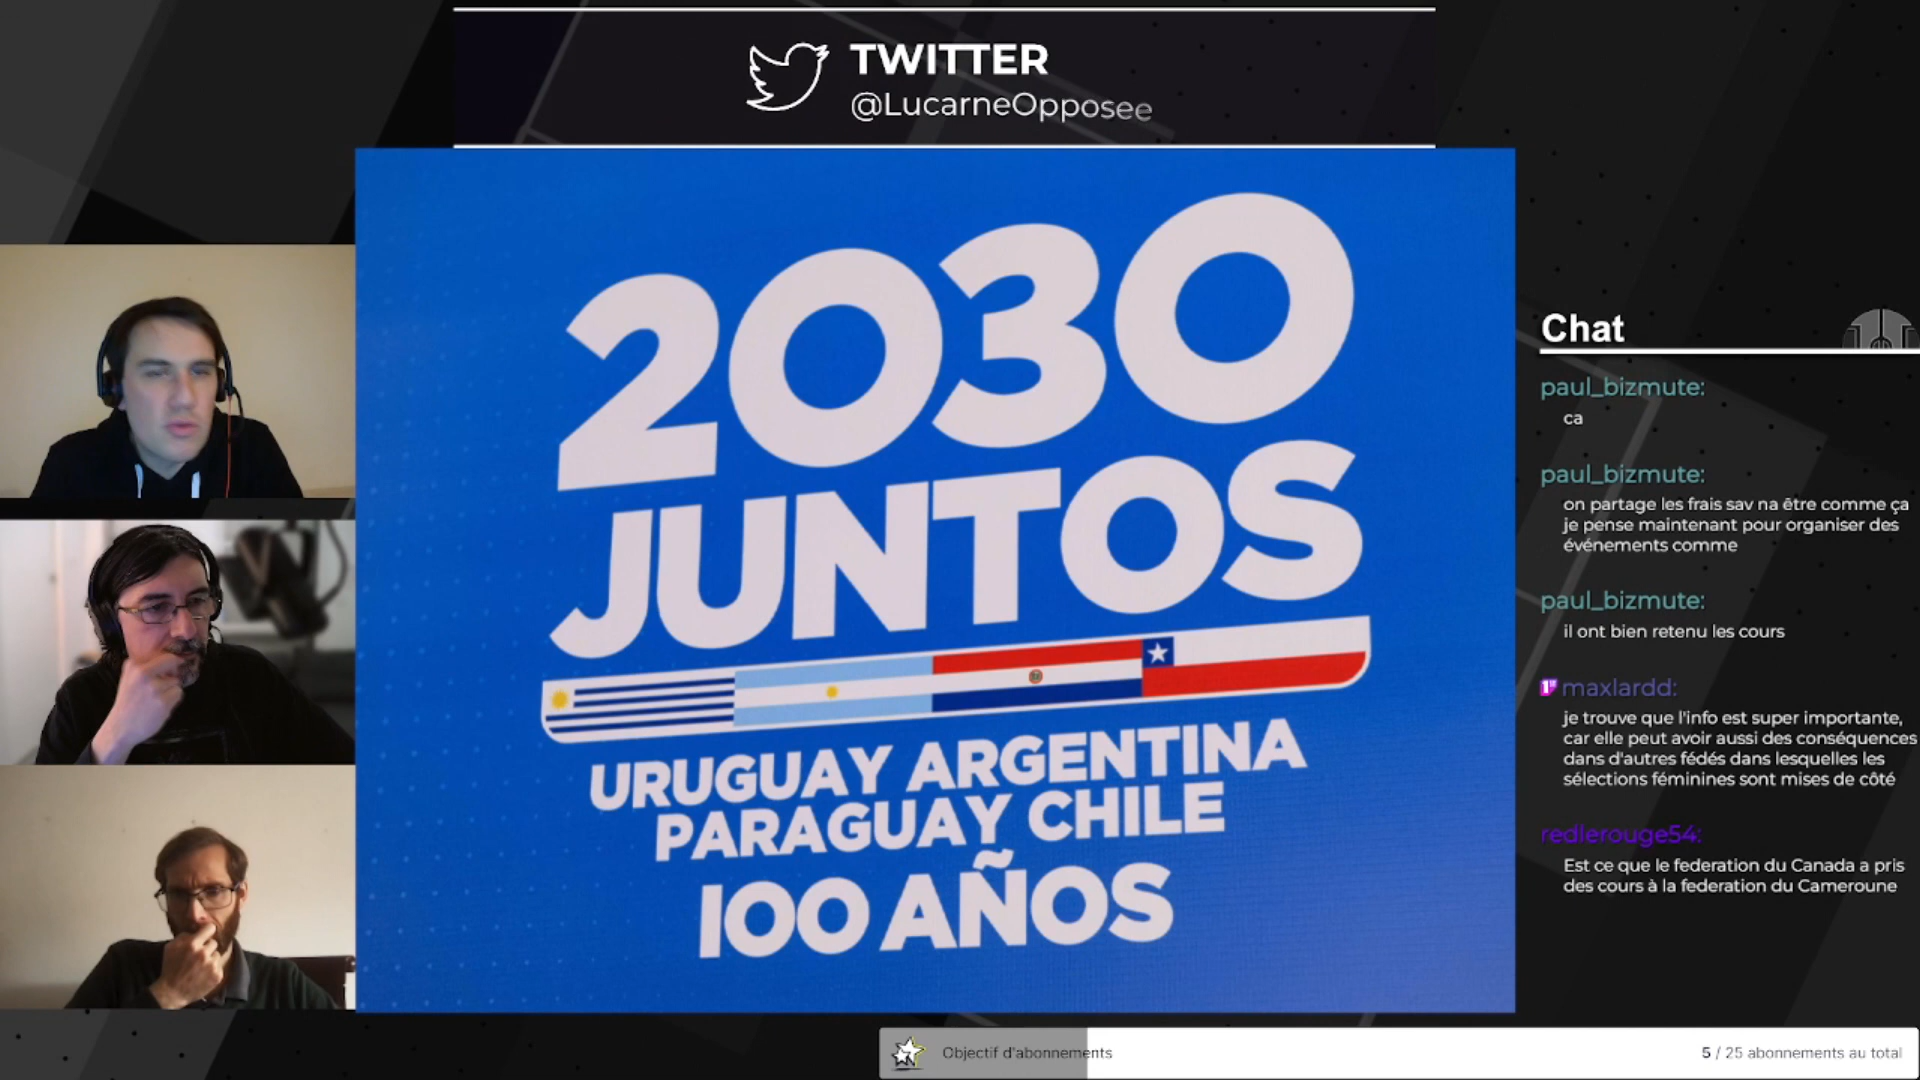 TWITTER
@LucarneOpposee
2030
JUNTOS
URUGUAY ARGENTINA
PARAGUAY CHILE
100 AÑOS
Chat
paul_bizmute:
ca
paul_bizmute:
on partage les frais sav na être comme ça
je pense maintenant pour organiser des
événements comme
paul_bizmute:
il ont bien retenu les cours
maxlardd:
je trouve que l'info est super importante,
car elle peut avoir aussi des conséquences
dans d'autres fédés dans lesquelles les
sélections féminines sont mises de côté
redlerouge54:
Est ce que le federation du Canada a pris
des cours à la federation du Cameroune
Objectif d'abonnements
5 / 25 abonnements au total